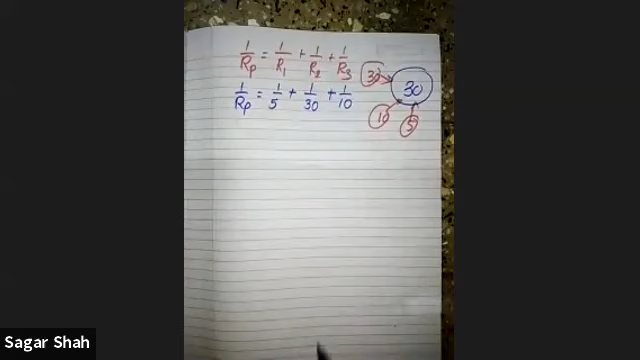 1/Rp = 1/R1 + 1/R2 + 1/R3
1/Rp = 1/5 + 1/30 + 1/10
30
30
10
5
Sagar Shah